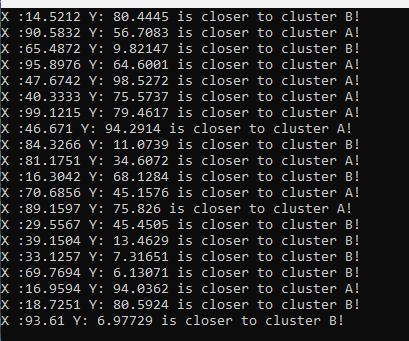 X :14.5212 Y: 80.4445 is closer to cluster B!
X :90.5832 Y: 56.7083 is closer to cluster A!
X :65.4872 Y: 9.82147 is closer to cluster B!
X :95.8976 Y: 64.6001 is closer to cluster A!
X :47.6742 Y: 98.5272 is closer to cluster A!
X :40.3333 Y: 75.5737 is closer to cluster A!
X :99.1215 Y: 79.4617 is closer to cluster A!
X :46.671 Y: 94.2914 is closer to cluster A!
X :84.3266 Y: 11.0739 is closer to cluster B!
X :81.1751 Y: 34.6072 is closer to cluster A!
X :16.3042 Y: 68.1284 is closer to cluster B!
X :70.6856 Y: 45.1576 is closer to cluster A!
X :89.1597 Y: 75.826 is closer to cluster A!
X :29.5567 Y: 45.4505 is closer to cluster B!
X :39.1504 Y: 13.4629 is closer to cluster B!
X :33.1257 Y: 7.31651 is closer to cluster B!
X :69.7694 Y: 6.13071 is closer to cluster B!
X :16.9594 Y: 94.0362 is closer to cluster A!
X :18.7251 Y: 80.5924 is closer to cluster B!
X :93.61 Y: 6.97729 is closer to cluster B!